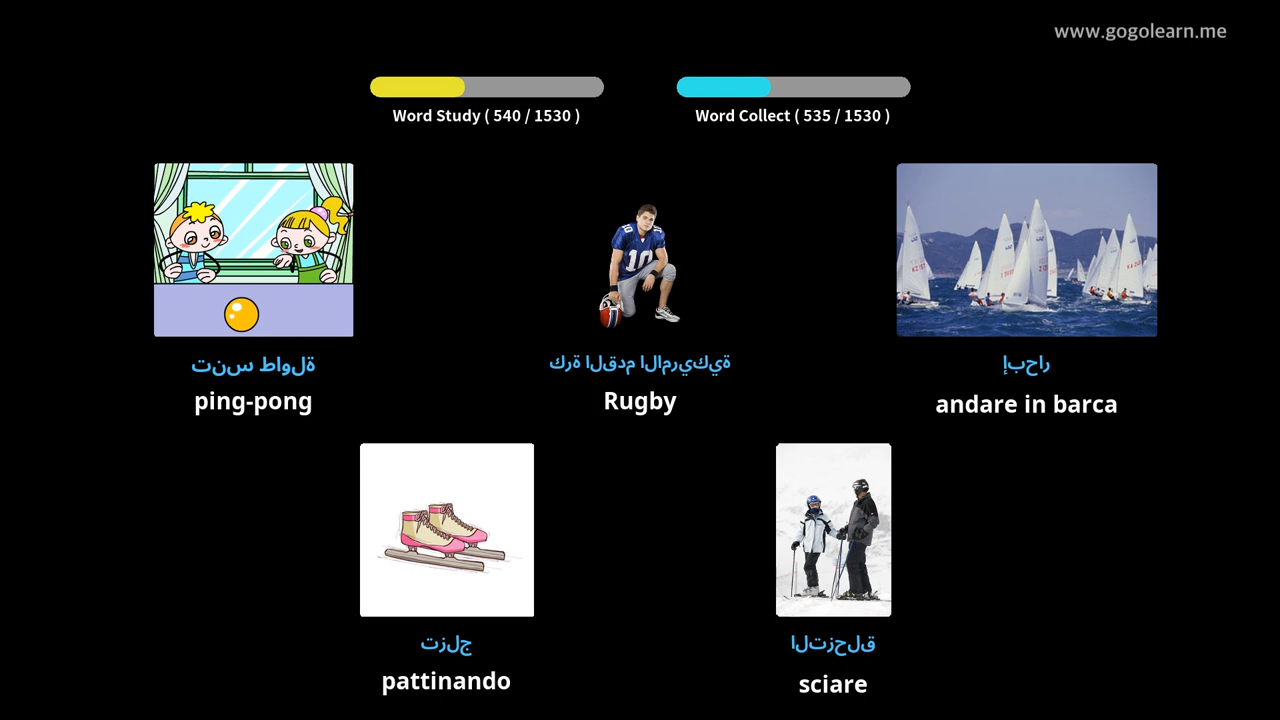 www.gogolearn.me
Word Study ( 540 / 1530 )
Word Collect ( 535 / 1530 )
تنس طاولة
ping-pong
كرة القدم الامريكية
Rugby
إبحار
andare in barca
تزلج
pattinando
التزحلق
sciare